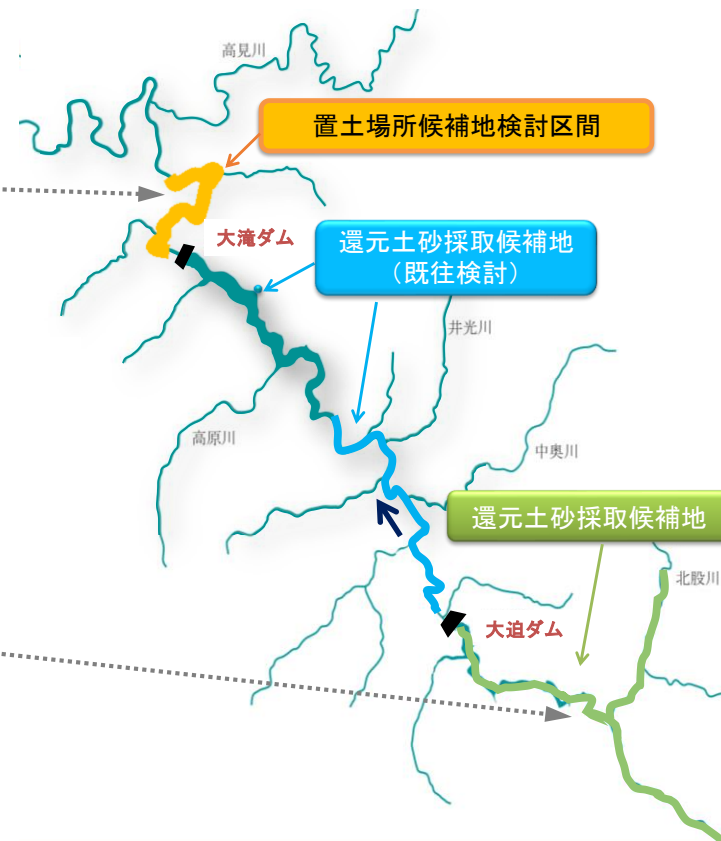 高見川
置土場所候補地検討区間
大滝ダム
還元土砂採取候補地
（既往検討）
井光川
高原川
中奥川
還元土砂採取候補地
北股川
大迫ダム